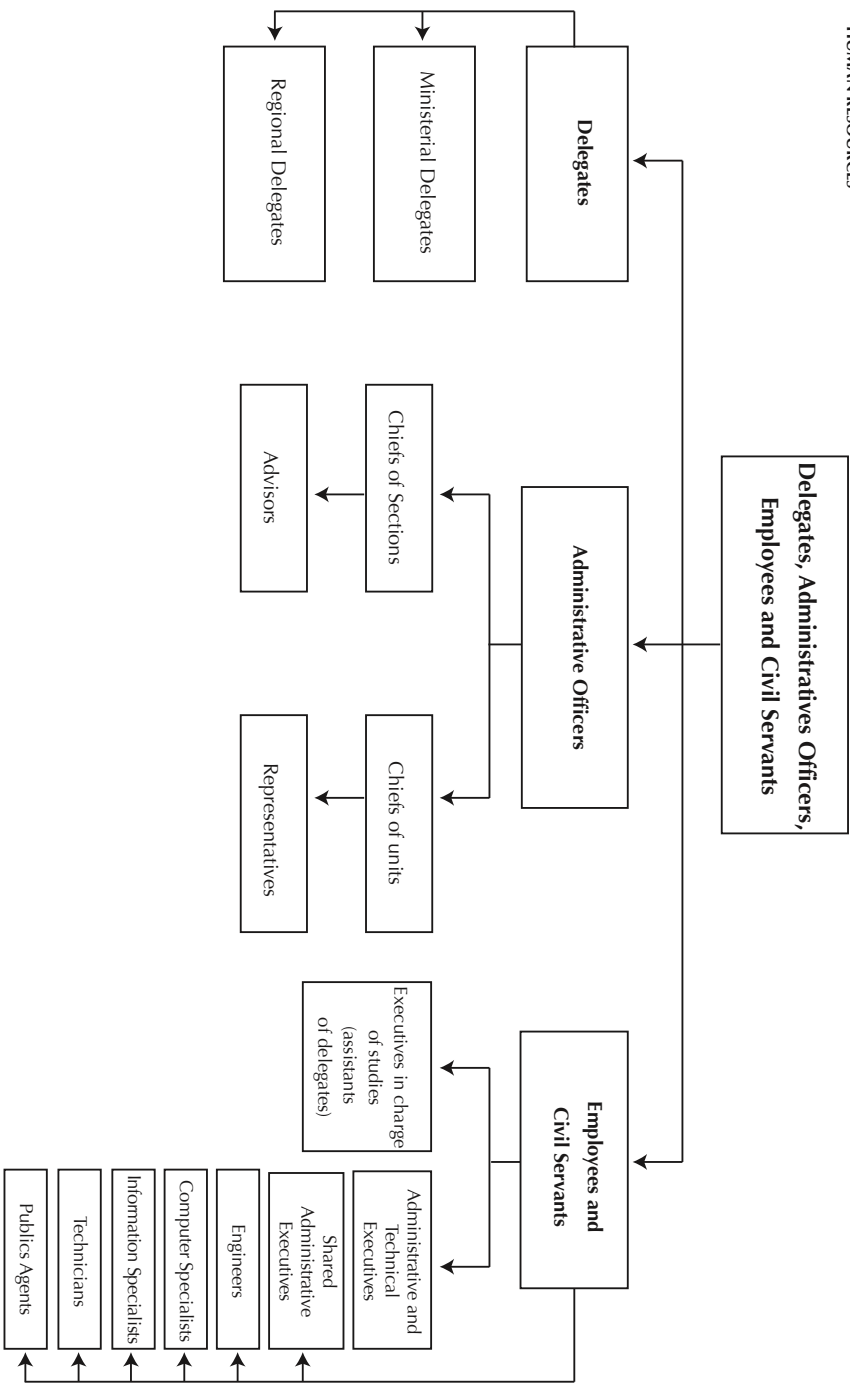 HUMAN RESOURCES
Delegates, Administratives Officers,
Employees and Civil Servants
Delegates
Ministerial Delegates
Regional Delegates
Administrative Officers
Chiefs of Sections
Advisors
Chiefs of units
Representatives
Employees and
Civil Servants
Executives in charge
of studies
(assistants
of delegates)
Administrative and
Technical
Executives
Shared
Administrative
Executives
Engineers
Computer Specialists
Information Specialists
Technicians
Publics Agents